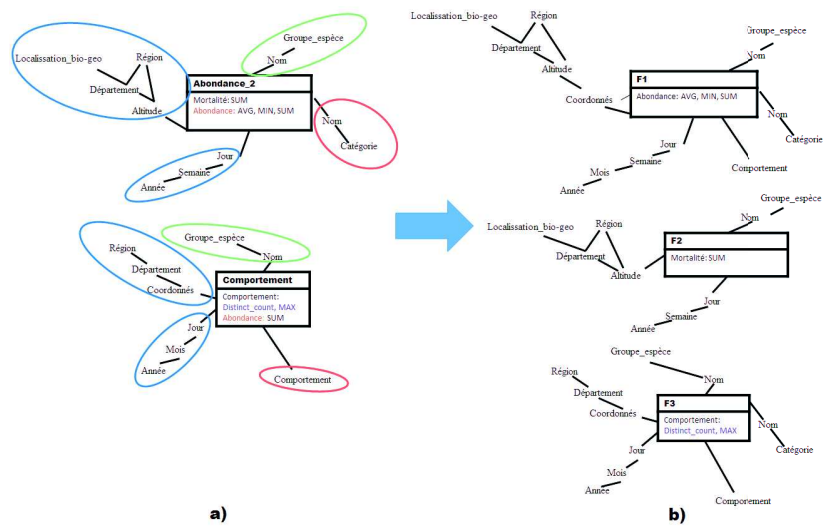 Groupe_espèce
Région
Localissation_bio-geo
Nom
Département
Altitude
Abondance_2
Mortalité: SUM
Abondance: AVG, MIN, SUM
Nom
Catégorie
Jour
Semaine
Année
Groupe_espèce
Nom
Région
Département
Coordonnés
Comportement
Comportement:
Distinct_count, MAX
Abondance: SUM
Jour
Mois
Année
Comportement
a)
Région
Localissation_bio-geo
Groupe_espèce
Département
Nom
Altitude
Coordonnés
F1
Abondance: AVG, MIN, SUM
Nom
Catégorie
Jour
Semaine
Mois
Année
Comportement
Groupe_espèce
Région
Nom
Localissation_bio-geo
Département
Altitude
F2
Mortalité: SUM
Jour
Semaine
Année
Groupe_espèce
Région
Nom
Département
Coordonnés
F3
Comportement:
Distinct_count, MAX
Nom
Catégorie
Jour
Mois
Année
Comporement
b)